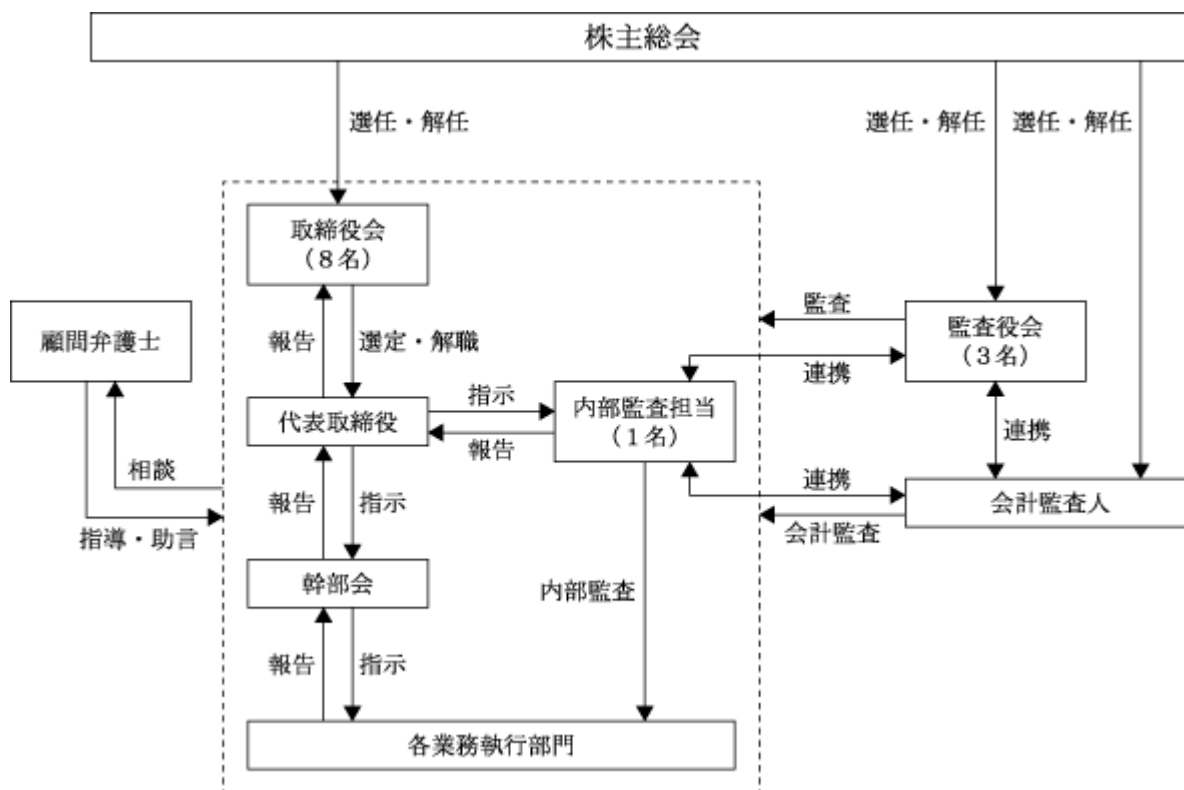 株主総会
選任・解任
選任・解任
選任・解任
取締役会
（８名）
顧問弁護士
報告
選定・解職
監査
監査役会
（３名）
連携
代表取締役
指示
報告
内部監査担当
（１名）
連携
相談
指導・助言
報告
指示
連携
会計監査
会計監査人
幹部会
内部監査
報告
指示
各業務執行部門